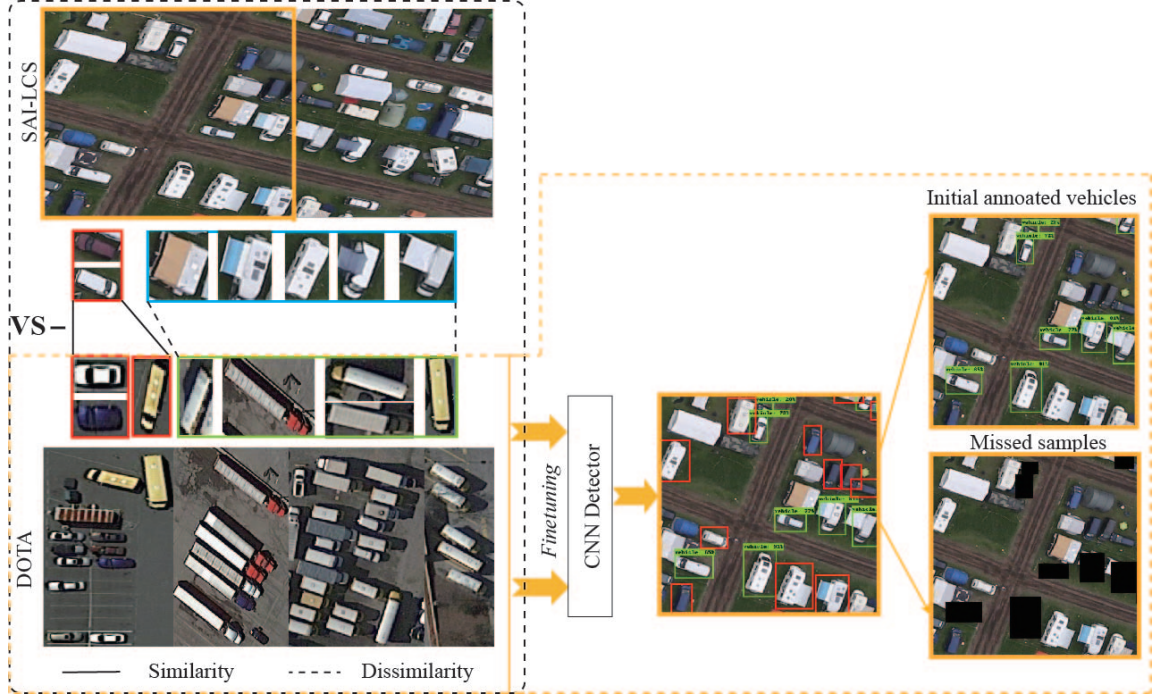 SAI-LCS
VS
DOTA
Similarity
Dissimilarity
Finetuning
CNN Detector
Initial annoated vehicles
Missed samples